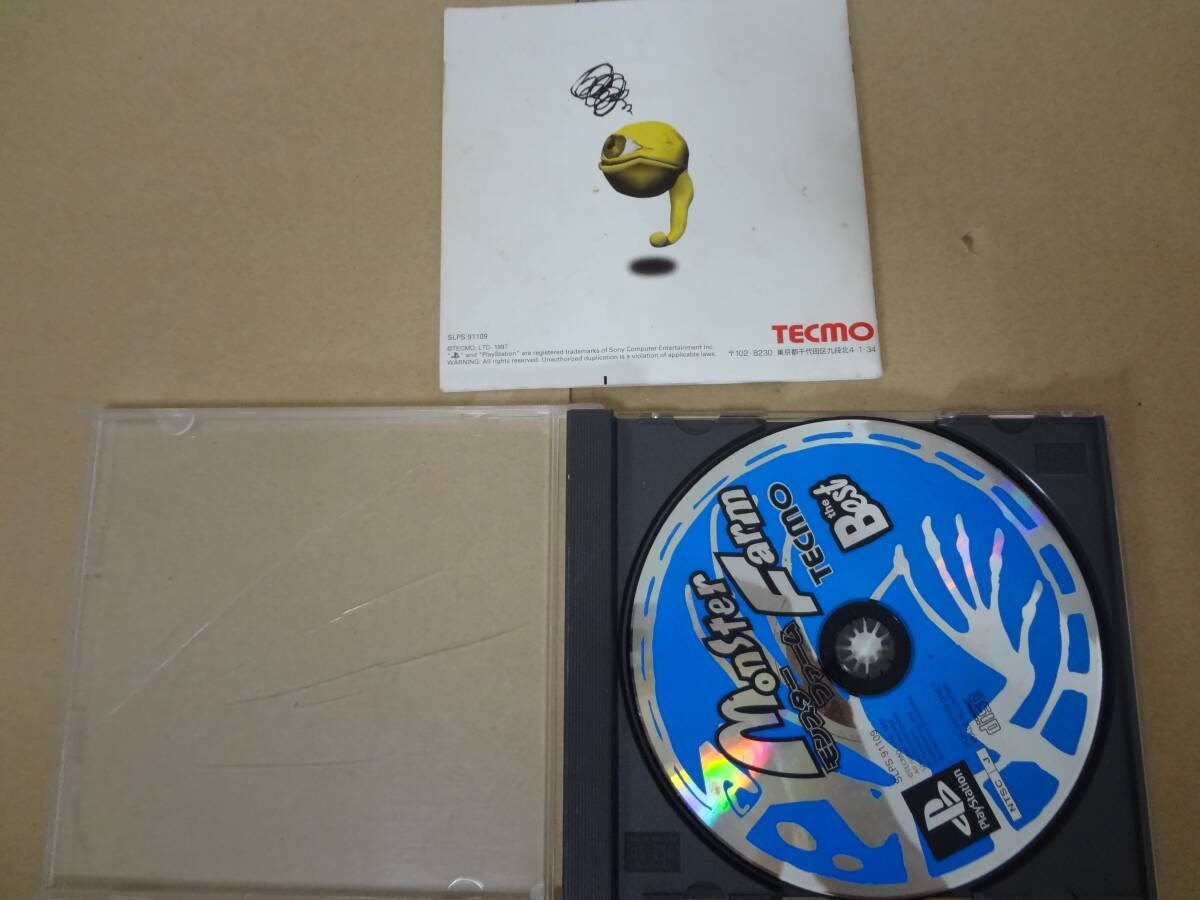 SLPS 91109
TECMO
©TECMO, LTD. 1997
"PS" and "PlayStation" are registered trademarks of Sony Computer Entertainment Inc.
WARNING: All rights reserved. Unauthorized duplication is a violation of applicable laws.
〒102-8230 東京都千代田区九段北4-1-34
Monster Farm
モンスターファーム
TECMO
the Best
SLPS 91109
disc
NTSC J
PlayStation